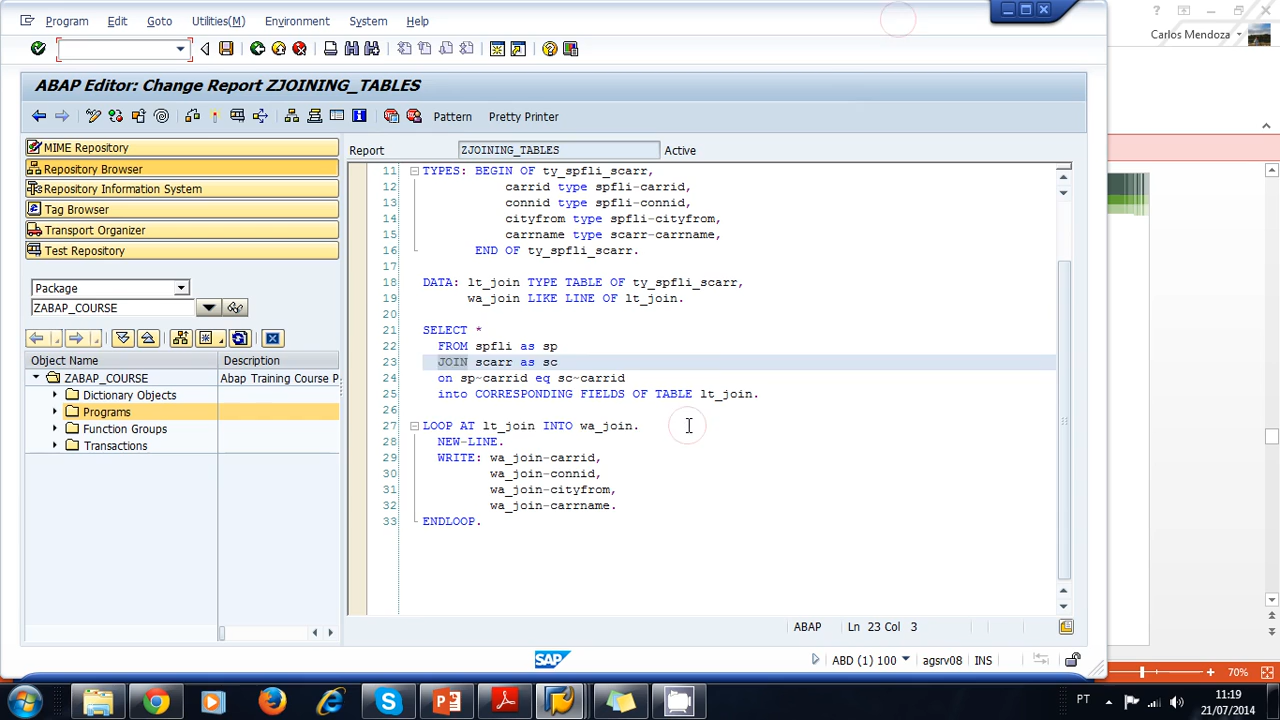 Program Edit Goto Utilities(M) Environment System Help
Carlos Mendoza
ABAP Editor: Change Report ZJOINING_TABLES
Pattern Pretty Printer
MIME Repository
Repository Browser
Repository Information System
Tag Browser
Transport Organizer
Test Repository
Package
ZABAP_COURSE
Object Name Description
ZABAP_COURSE Abap Training Course P
Dictionary Objects
Programs
Function Groups
Transactions
Report ZJOINING_TABLES Active
11 TYPES: BEGIN OF ty_spfli_scarr,
12 carrid type spfli-carrid,
13 connid type spfli-connid,
14 cityfrom type spfli-cityfrom,
15 carrname type scarr-carrname,
16 END OF ty_spfli_scarr.
17
18 DATA: lt_join TYPE TABLE OF ty_spfli_scarr,
19 wa_join LIKE LINE OF lt_join.
20
21 SELECT *
22 FROM spfli as sp
23 JOIN scarr as sc
24 on sp~carrid eq sc~carrid
25 into CORRESPONDING FIELDS OF TABLE lt_join.
26
27 LOOP AT lt_join INTO wa_join.
28 NEW-LINE.
29 WRITE: wa_join-carrid,
30 wa_join-connid,
31 wa_join-cityfrom,
32 wa_join-carrname.
33 ENDLOOP.
ABAP Ln 23 Col 3
SAP ABD (1) 100 agsrv08 INS
70%
PT 11:19
21/07/2014